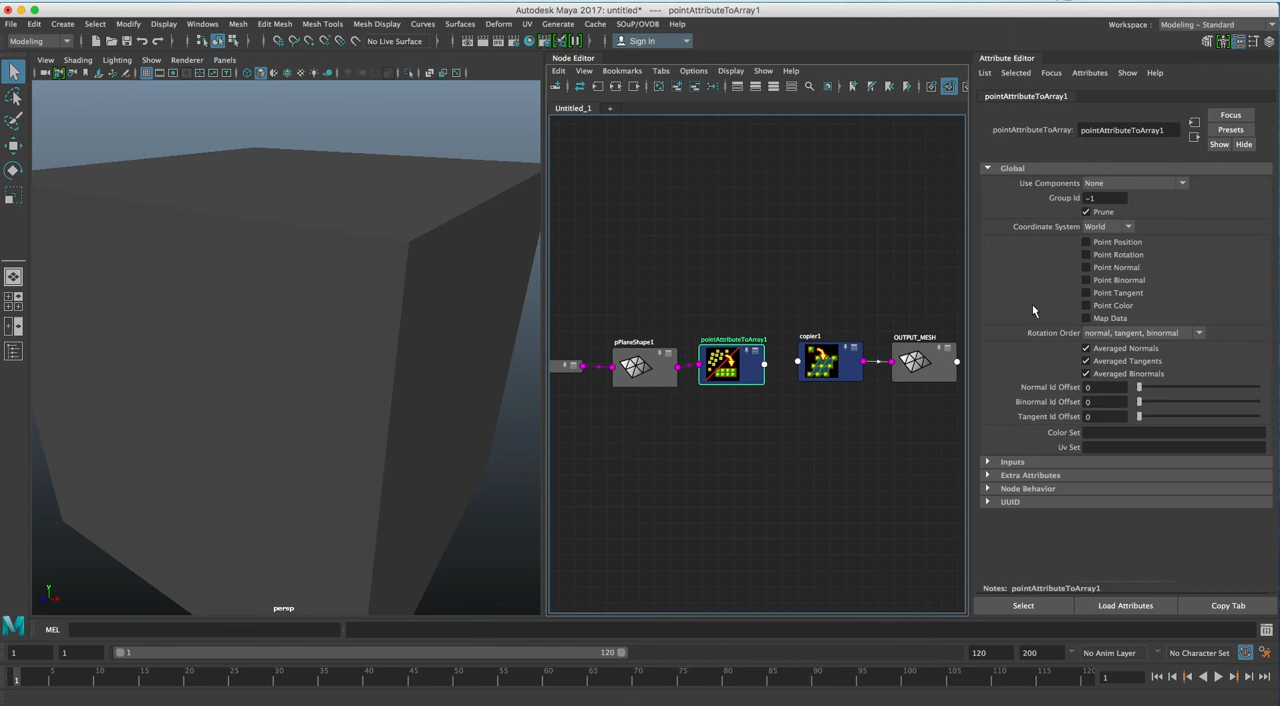 Autodesk Maya 2017: untitled* --- pointAttributeToArray1
File Edit Create Select Modify Display Windows Mesh Edit Mesh Mesh Tools Mesh Display Curves Surfaces Deform UV Generate Cache SOuP/OVDB Help
Workspace : Modeling - Standard
Modeling
No Live Surface
Sign In
View Shading Lighting Show Renderer Panels
persp
Node Editor
Edit View Bookmarks Tabs Options Display Show Help
Untitled_1 +
pPlaneShape1
pointAttributeToArray1
copier1
OUTPUT_MESH
Attribute Editor
List Selected Focus Attributes Show Help
pointAttributeToArray1
pointAttributeToArray: pointAttributeToArray1
Focus
Presets
Show Hide
Global
Use Components None
Group Id -1
Prune
Coordinate System World
Point Position
Point Rotation
Point Normal
Point Binormal
Point Tangent
Point Color
Map Data
Rotation Order normal, tangent, binormal
Averaged Normals
Averaged Tangents
Averaged Binormals
Normal Id Offset 0
Binormal Id Offset 0
Tangent Id Offset 0
Color Set
Uv Set
Inputs
Extra Attributes
Node Behavior
UUID
Notes: pointAttributeToArray1
Select Load Attributes Copy Tab
MEL
1 1 1 120 120 200 No Anim Layer No Character Set
1 5 10 15 20 25 30 35 40 45 50 55 60 65 70 75 80 85 90 95 100 105 110 115 12 1